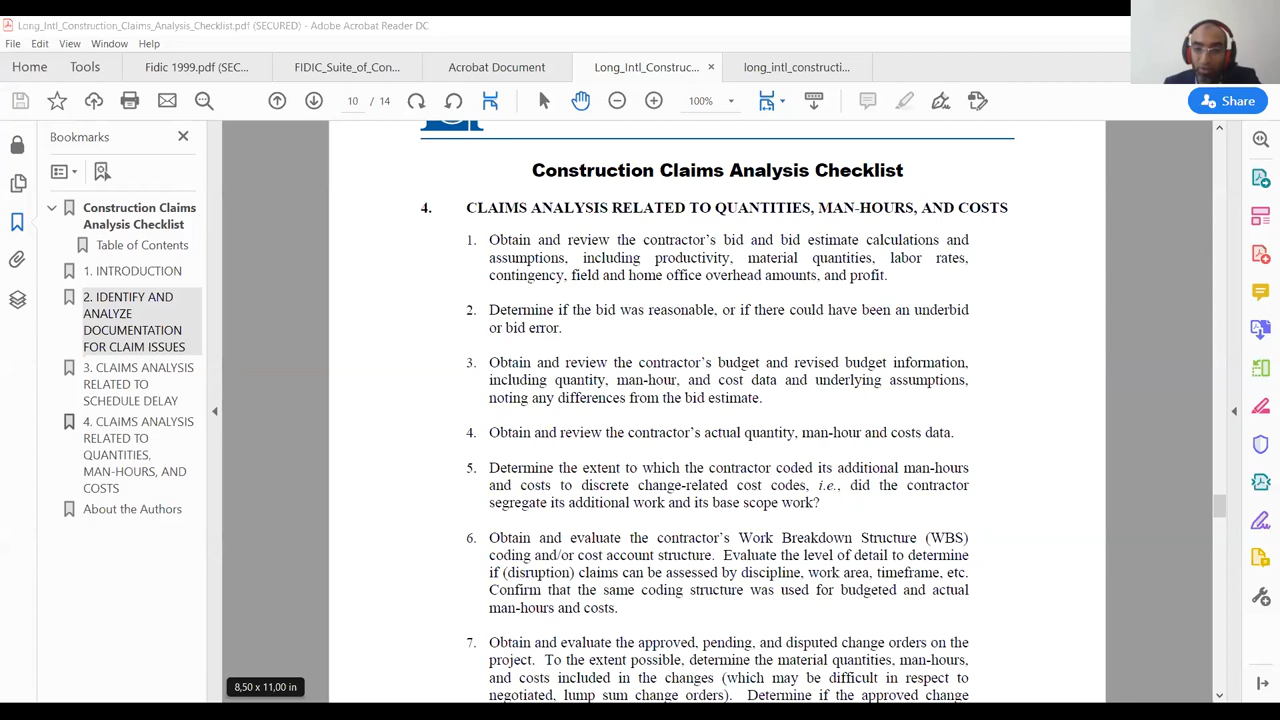 Long_Intl_Construction_Claims_Analysis_Checklist.pdf (SECURED) - Adobe Acrobat Reader DC
File Edit View Window Help
Home Tools Fidic 1999.pdf (SEC... FIDIC_Suite_of_Con... Acrobat Document Long_Intl_Construc... × long_intl_constructi...
10 / 14 100% Share
Bookmarks
Construction Claims
Analysis Checklist
Table of Contents
1. INTRODUCTION
2. IDENTIFY AND
ANALYZE
DOCUMENTATION
FOR CLAIM ISSUES
3. CLAIMS ANALYSIS
RELATED TO
SCHEDULE DELAY
4. CLAIMS ANALYSIS
RELATED TO
QUANTITIES,
MAN-HOURS, AND
COSTS
About the Authors
8,50 x 11,00 in
Construction Claims Analysis Checklist
4. CLAIMS ANALYSIS RELATED TO QUANTITIES, MAN-HOURS, AND COSTS
1. Obtain and review the contractor's bid and bid estimate calculations and
assumptions, including productivity, material quantities, labor rates,
contingency, field and home office overhead amounts, and profit.
2. Determine if the bid was reasonable, or if there could have been an underbid
or bid error.
3. Obtain and review the contractor's budget and revised budget information,
including quantity, man-hour, and cost data and underlying assumptions,
noting any differences from the bid estimate.
4. Obtain and review the contractor's actual quantity, man-hour and costs data.
5. Determine the extent to which the contractor coded its additional man-hours
and costs to discrete change-related cost codes, i.e., did the contractor
segregate its additional work and its base scope work?
6. Obtain and evaluate the contractor's Work Breakdown Structure (WBS)
coding and/or cost account structure. Evaluate the level of detail to determine
if (disruption) claims can be assessed by discipline, work area, timeframe, etc.
Confirm that the same coding structure was used for budgeted and actual
man-hours and costs.
7. Obtain and evaluate the approved, pending, and disputed change orders on the
project. To the extent possible, determine the material quantities, man-hours,
and costs included in the changes (which may be difficult in respect to
negotiated, lump sum change orders). Determine if the approved change